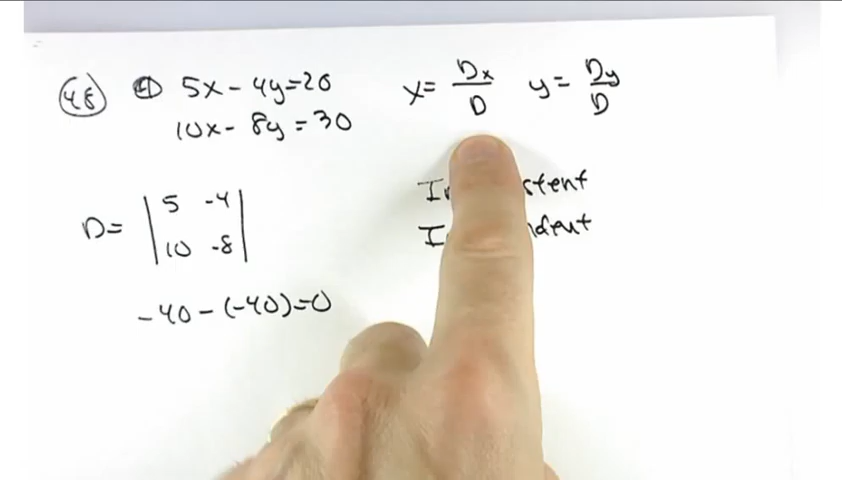 48 5x - 4y = 20 x = Dx/D y = Dy/D
10x - 8y = 30
D = | 5 -4 |
| 10 -8 |
-40 - (-40) = 0